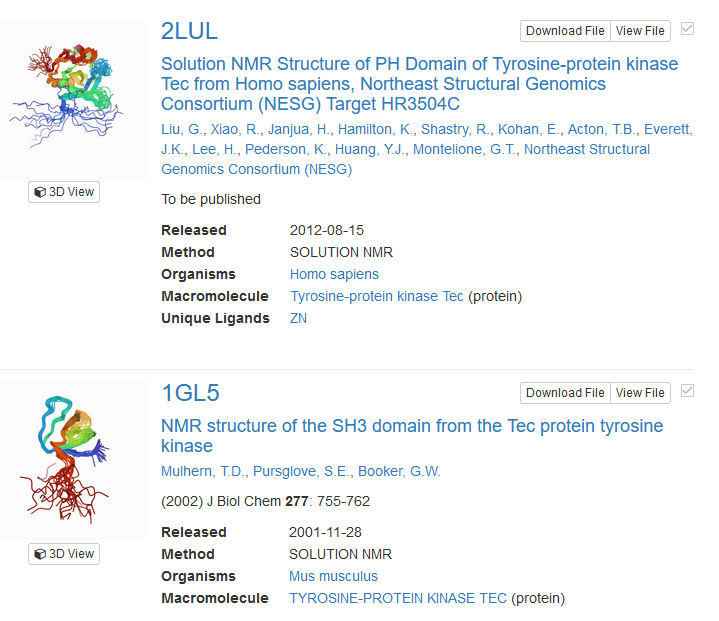 2LUL
Download File View File
Solution NMR Structure of PH Domain of Tyrosine-protein kinase
Tec from Homo sapiens, Northeast Structural Genomics
Consortium (NESG) Target HR3504C
Liu, G., Xiao, R., Janjua, H., Hamilton, K., Shastry, R., Kohan, E., Acton, T.B., Everett,
J.K., Lee, H., Pederson, K., Huang, Y.J., Montelione, G.T., Northeast Structural
Genomics Consortium (NESG)
3D View
To be published
Released 2012-08-15
Method SOLUTION NMR
Organisms Homo sapiens
Macromolecule Tyrosine-protein kinase Tec (protein)
Unique Ligands ZN
1GL5
Download File View File
NMR structure of the SH3 domain from the Tec protein tyrosine
kinase
Mulhern, T.D., Pursglove, S.E., Booker, G.W.
(2002) J Biol Chem 277: 755-762
Released 2001-11-28
Method SOLUTION NMR
3D View
Organisms Mus musculus
Macromolecule TYROSINE-PROTEIN KINASE TEC (protein)